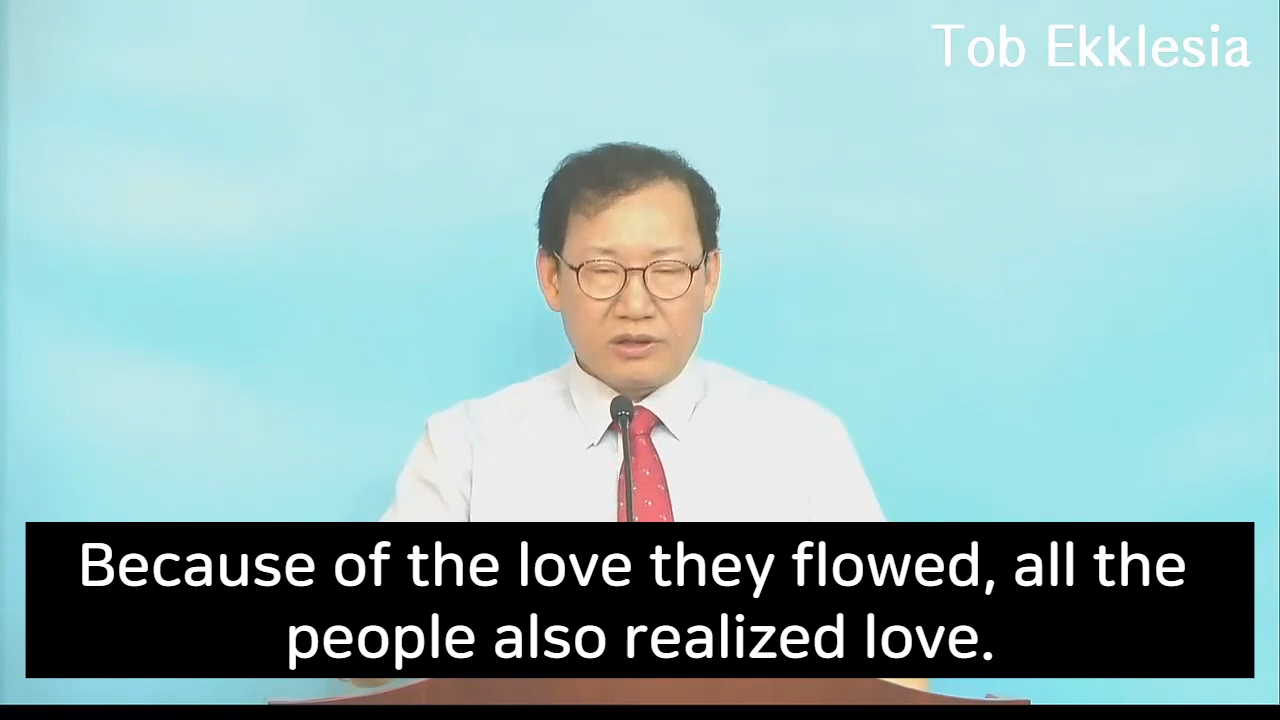 Tob Ekklesia
Because of the love they flowed, all the
people also realized love.